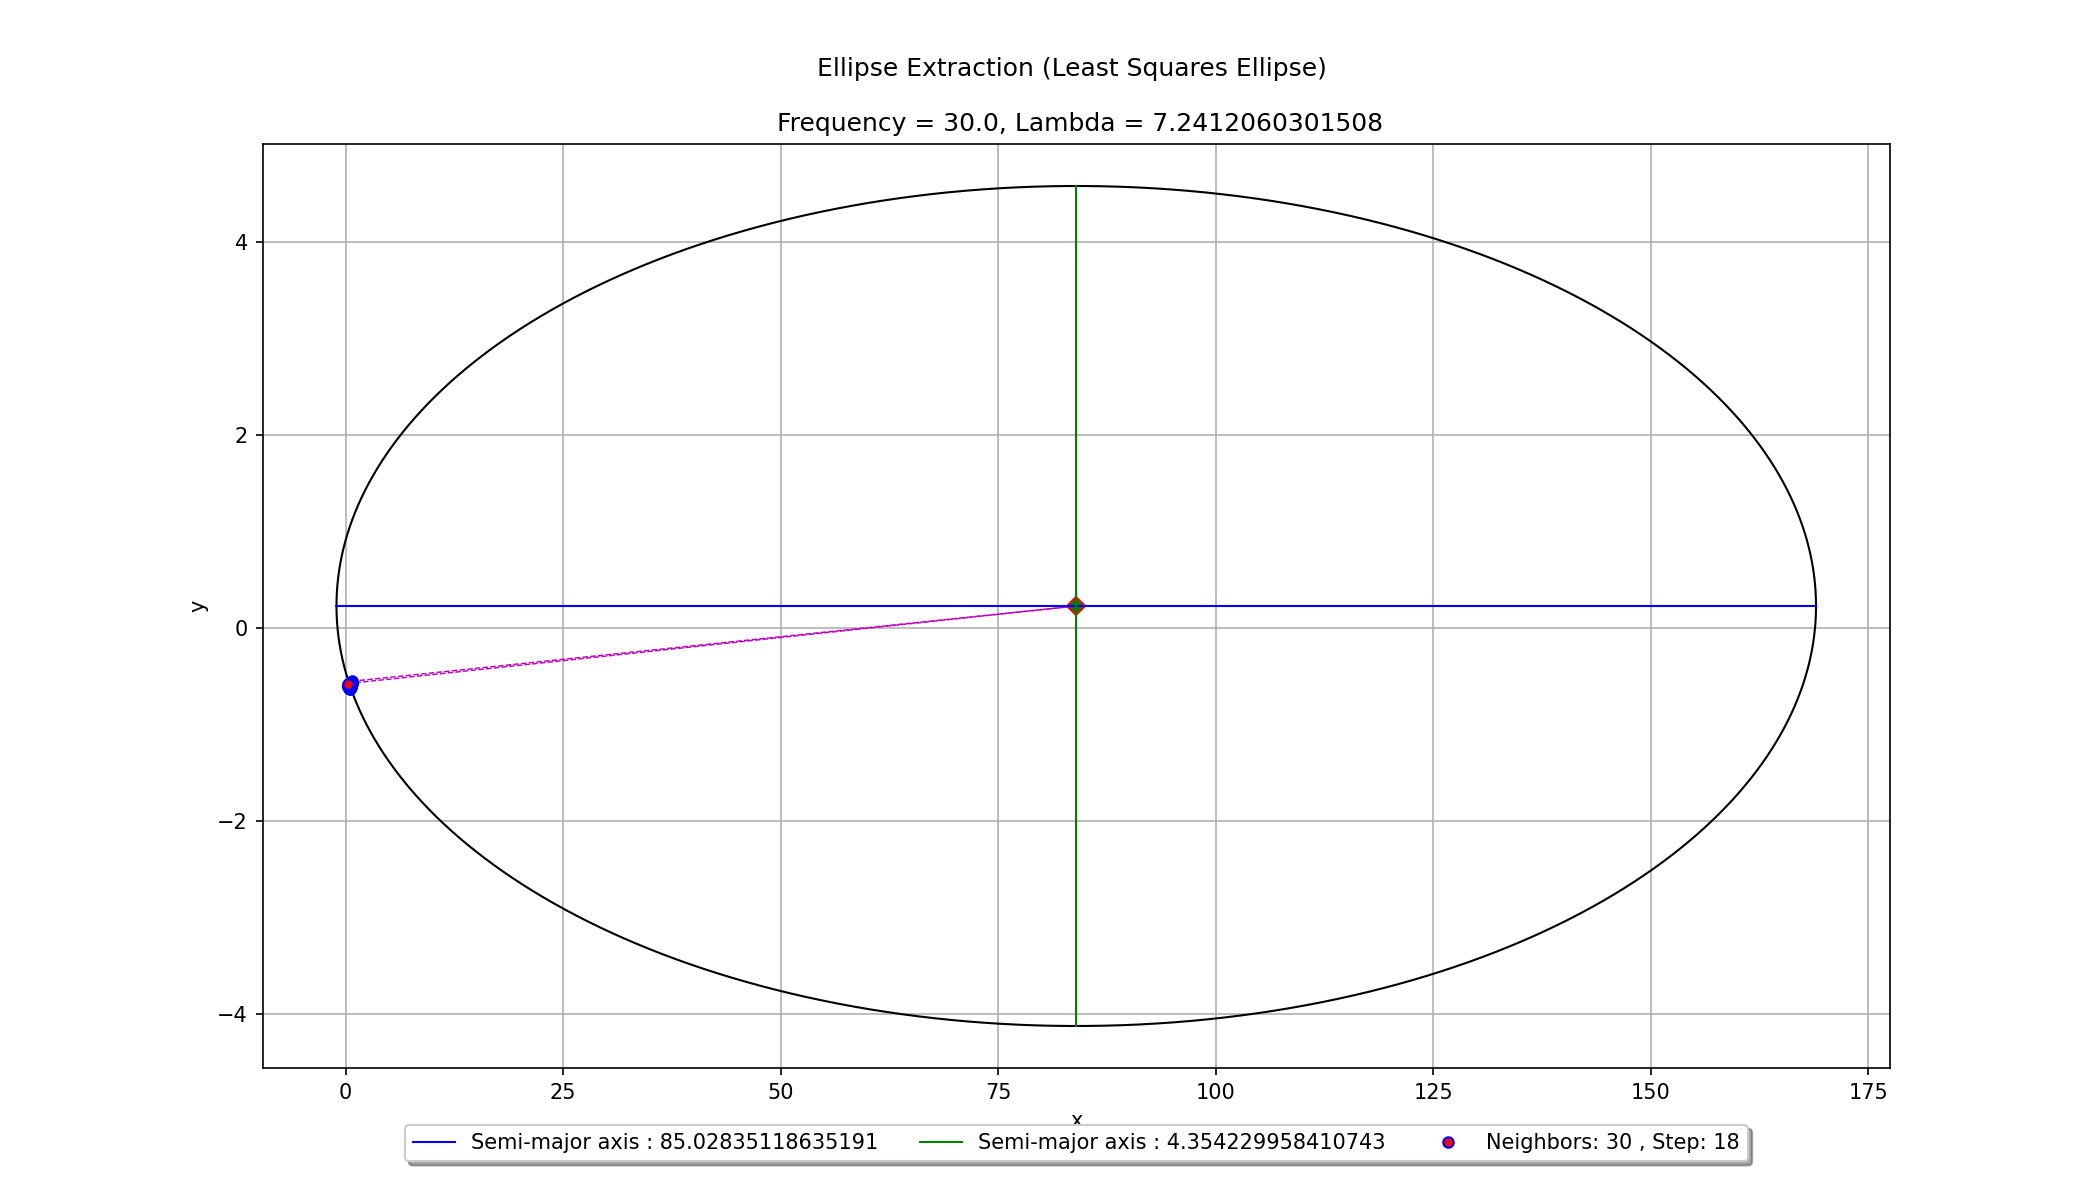 Ellipse Extraction (Least Squares Ellipse)
Frequency = 30.0, Lambda = 7.2412060301508
4
2
0
−2
−4
y
0 25 50 75 100 125 150 175
x
Semi-major axis : 85.02835118635191 Semi-major axis : 4.354229958410743 Neighbors: 30 , Step: 18